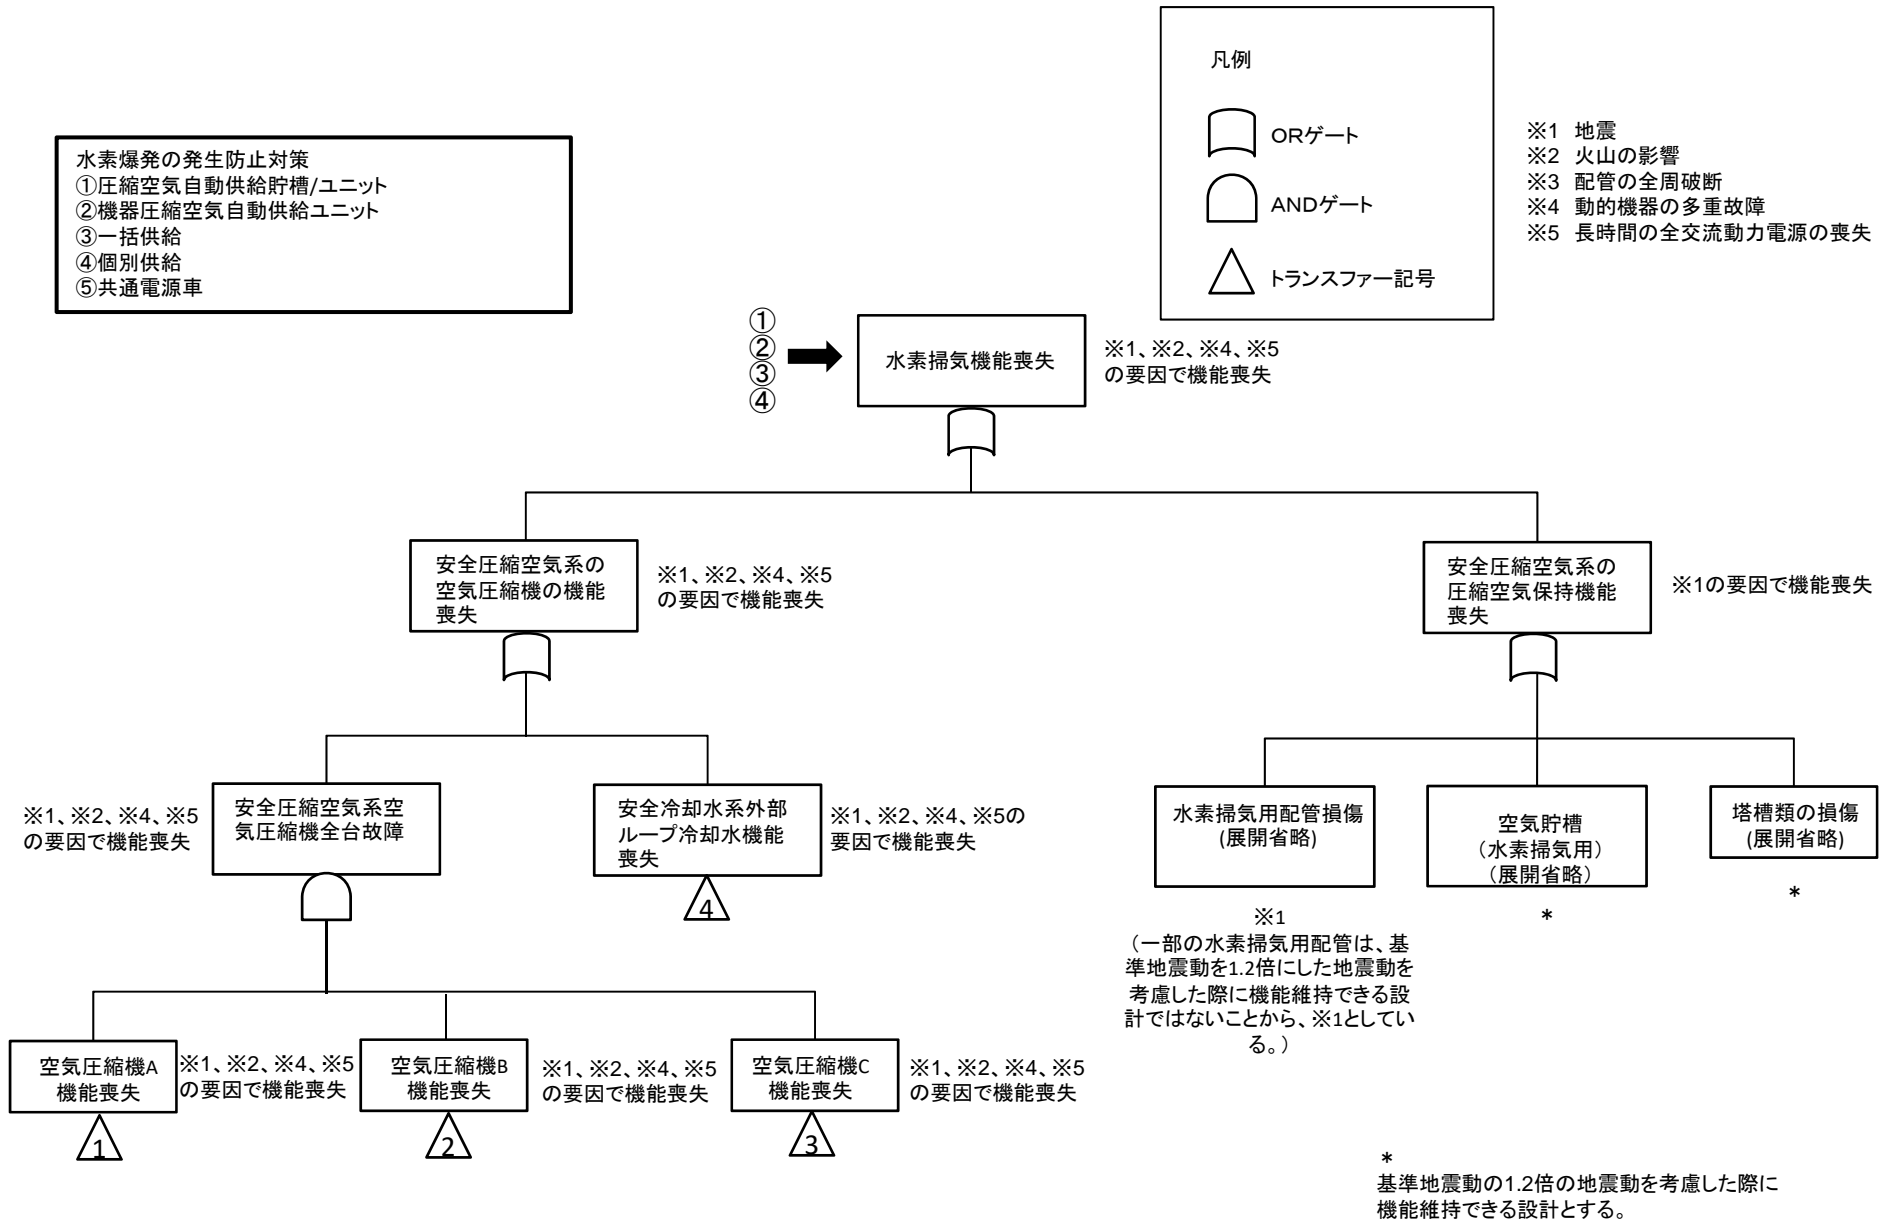 凡例
ORゲート
ANDゲート
トランスファー記号
※1 地震
※2 火山の影響
※3 配管の全周破断
※4 動的機器の多重故障
※5 長時間の全交流動力電源の喪失
水素爆発の発生防止対策
①圧縮空気自動供給貯槽/ユニット
②機器圧縮空気自動供給ユニット
③一括供給
④個別供給
⑤共通電源車
①
②
③
④
水素掃気機能喪失
※1、※2、※4、※5
の要因で機能喪失
安全圧縮空気系の
空気圧縮機の機能
喪失
※1、※2、※4、※5
の要因で機能喪失
安全圧縮空気系の
圧縮空気保持機能
喪失
※1の要因で機能喪失
※1、※2、※4、※5
の要因で機能喪失
安全圧縮空気系空
気圧縮機全台故障
安全冷却水系外部
ループ冷却水機能
喪失
4
※1、※2、※4、※5の
要因で機能喪失
水素掃気用配管損傷
(展開省略)
※1
（一部の水素掃気用配管は、基
準地震動を1.2倍にした地震動を
考慮した際に機能維持できる設
計ではないことから、※1としてい
る。）
空気貯槽
（水素掃気用）
（展開省略）
*
塔槽類の損傷
(展開省略)
*
空気圧縮機A
機能喪失
1
※1、※2、※4、※5
の要因で機能喪失
空気圧縮機B
機能喪失
2
※1、※2、※4、※5
の要因で機能喪失
空気圧縮機C
機能喪失
3
※1、※2、※4、※5
の要因で機能喪失
*
基準地震動の1.2倍の地震動を考慮した際に
機能維持できる設計とする。